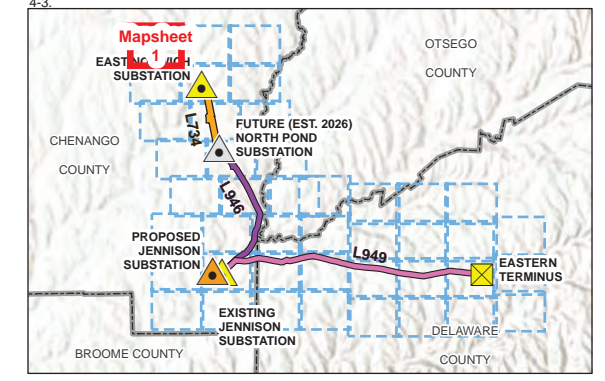 4-3.
Mapsheet
1
SUBSTATION
OTSEGO
COUNTY
L734
FUTURE (EST. 2026)
NORTH POND
SUBSTATION
CHENANGO
COUNTY
L946
PROPOSED
JENNISON
SUBSTATION
L949
EASTERN
TERMINUS
EXISTING
JENNISON
SUBSTATION
DELAWARE
COUNTY
BROOME COUNTY